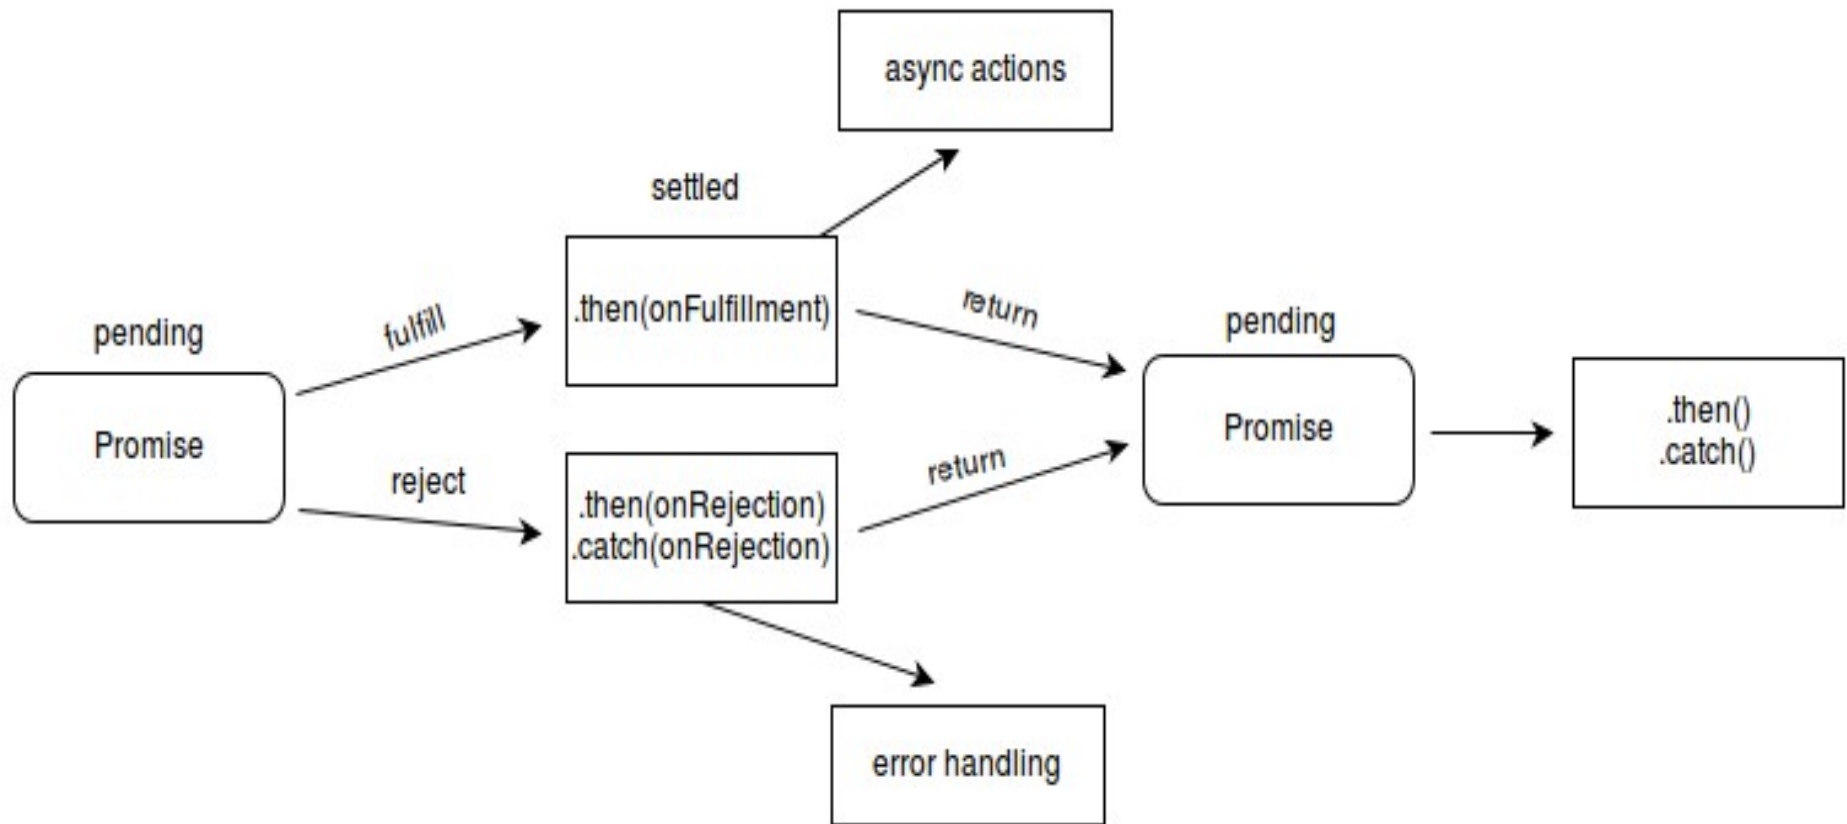 async actions
settled
.then(onFulfillment)
fulfill
return
pending
Promise
pending
Promise
.then()
.catch()
reject
return
.then(onRejection)
.catch(onRejection)
error handling